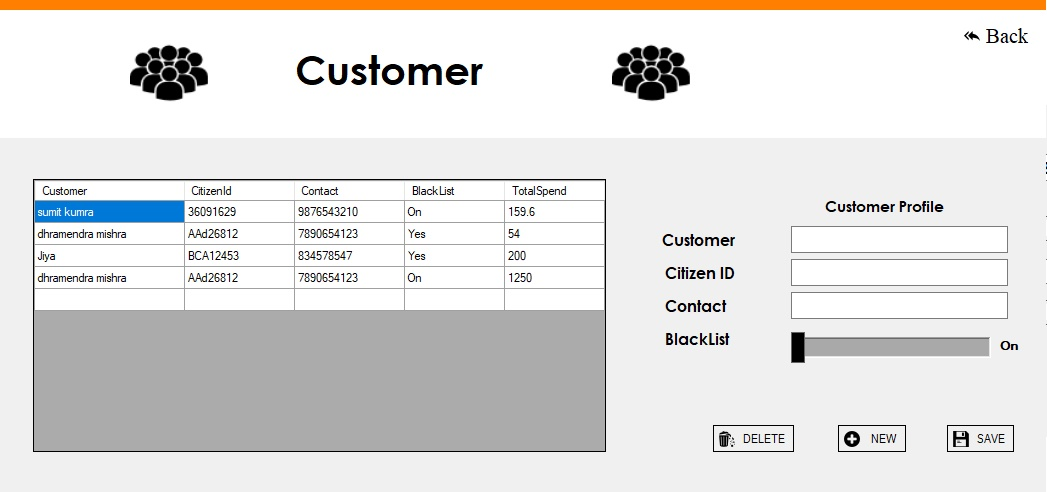 Back
Customer
Customer CitizenId Contact BlackList TotalSpend
sumit kumra 36091629 9876543210 On 159.6
dhramendra mishra AAd26812 7890654123 Yes 54
Jiya BCA12453 834578547 Yes 200
dhramendra mishra AAd26812 7890654123 On 1250
Customer Profile
Customer
Citizen ID
Contact
BlackList On
DELETE NEW SAVE